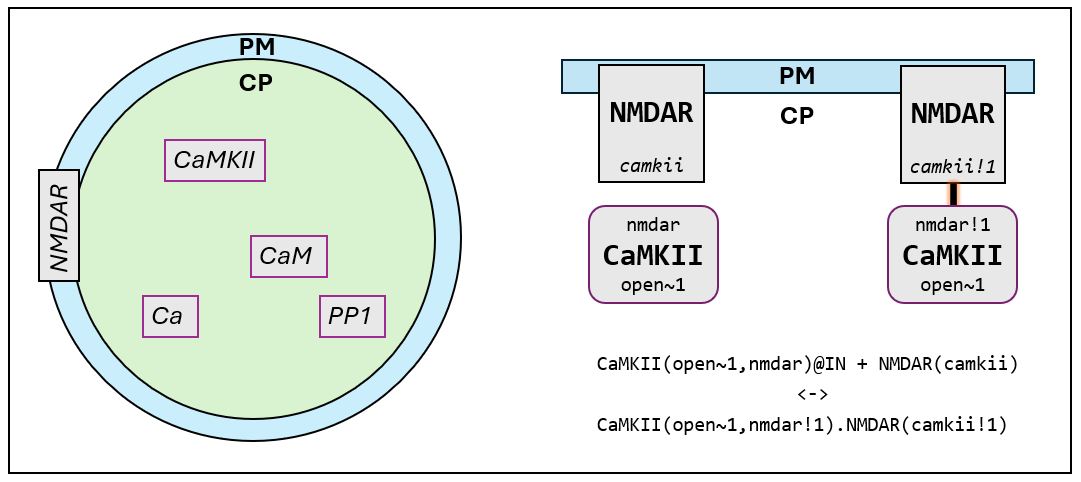 PM
CP
CaMKII
NMDAR
CaM
Ca
PP1
PM
CP
NMDAR
camkii
nmdar
CaMKII
open~1
NMDAR
camkii!1
nmdar!1
CaMKII
open~1
CaMKII(open~1,nmdar)@IN + NMDAR(camkii)
<->
CaMKII(open~1,nmdar!1).NMDAR(camkii!1)